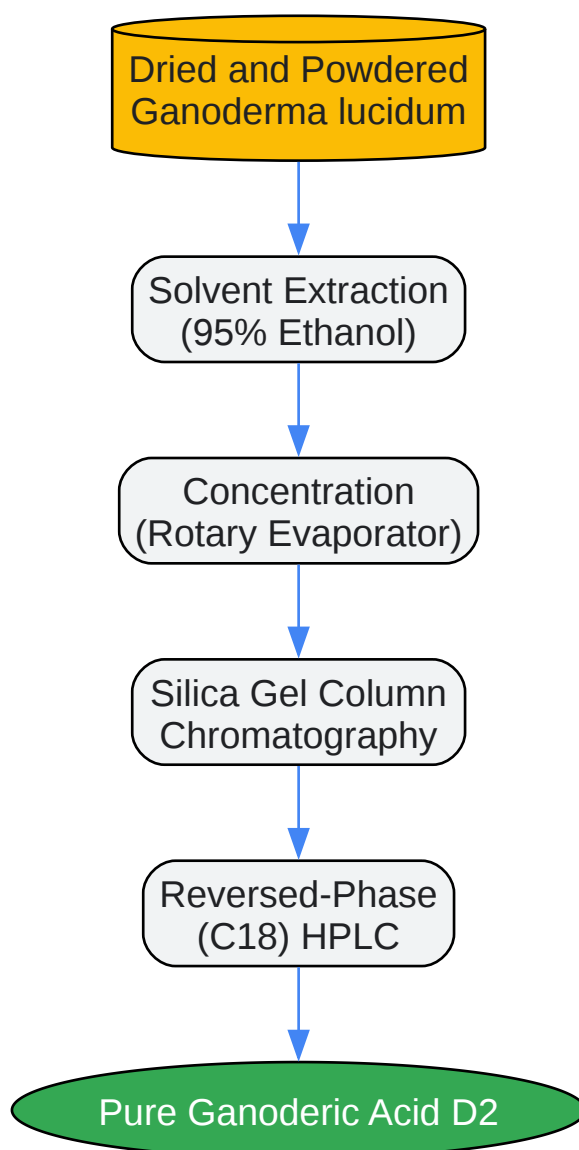 Dried and Powdered
Ganoderma lucidum
Solvent Extraction
(95% Ethanol)
Concentration
(Rotary Evaporator)
Silica Gel Column
Chromatography
Reversed-Phase
(C18) HPLC
Pure Ganoderic Acid D2